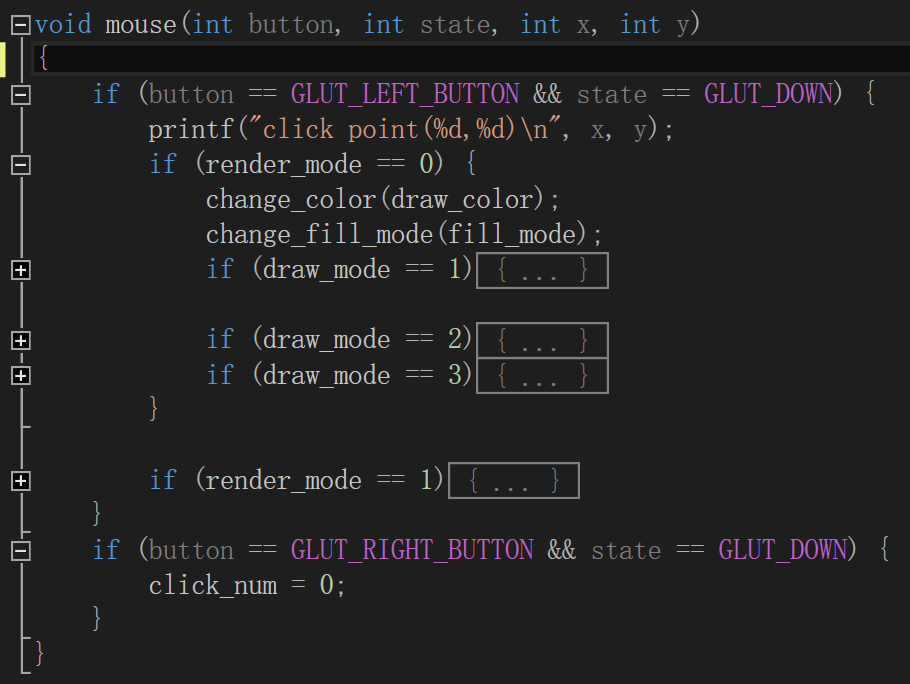 void mouse(int button, int state, int x, int y)
{
if (button == GLUT_LEFT_BUTTON && state == GLUT_DOWN) {
printf("click point(%d,%d)\n", x, y);
if (render_mode == 0) {
change_color(draw_color);
change_fill_mode(fill_mode);
if (draw_mode == 1){ ... }
if (draw_mode == 2){ ... }
if (draw_mode == 3){ ... }
}
if (render_mode == 1){ ... }
}
if (button == GLUT_RIGHT_BUTTON && state == GLUT_DOWN) {
click_num = 0;
}
}